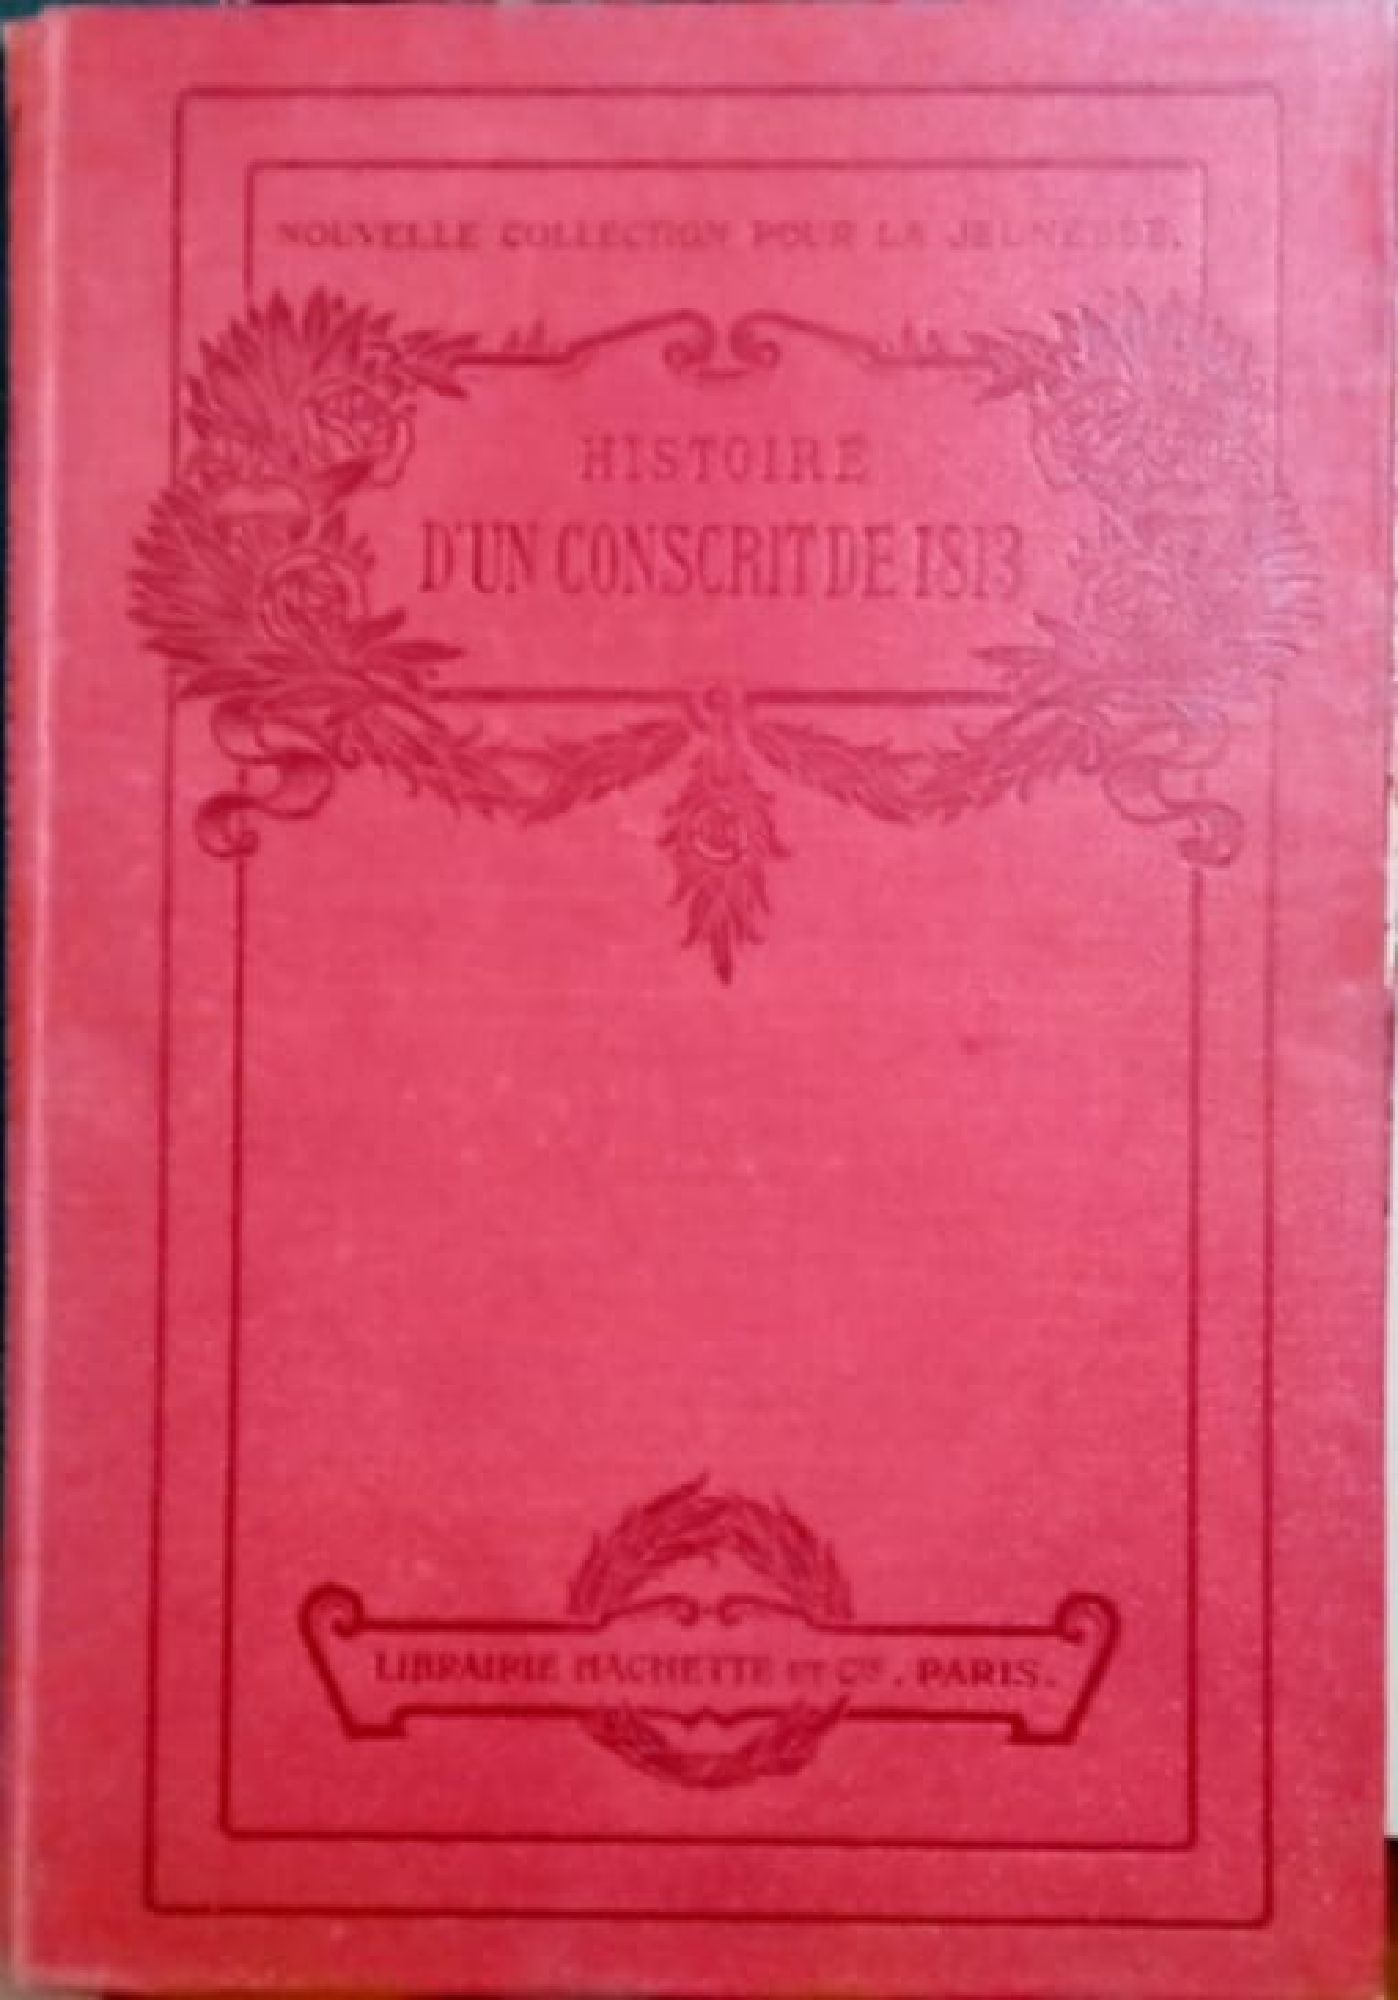 NOUVELLE COLLECTION POUR LA JEUNESSE.
HISTOIRE
D'UN CONSCRIT DE 1813
LIBRAIRIE HACHETTE ET Cie. PARIS.